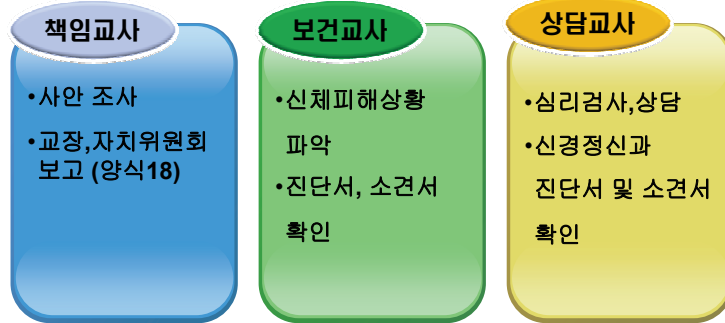 책임교사
•사안 조사
•교장,자치위원회
보고 (양식18)
보건교사
•신체피해상황
파악
•진단서, 소견서
확인
상담교사
•심리검사,상담
•신경정신과
진단서 및 소견서
확인